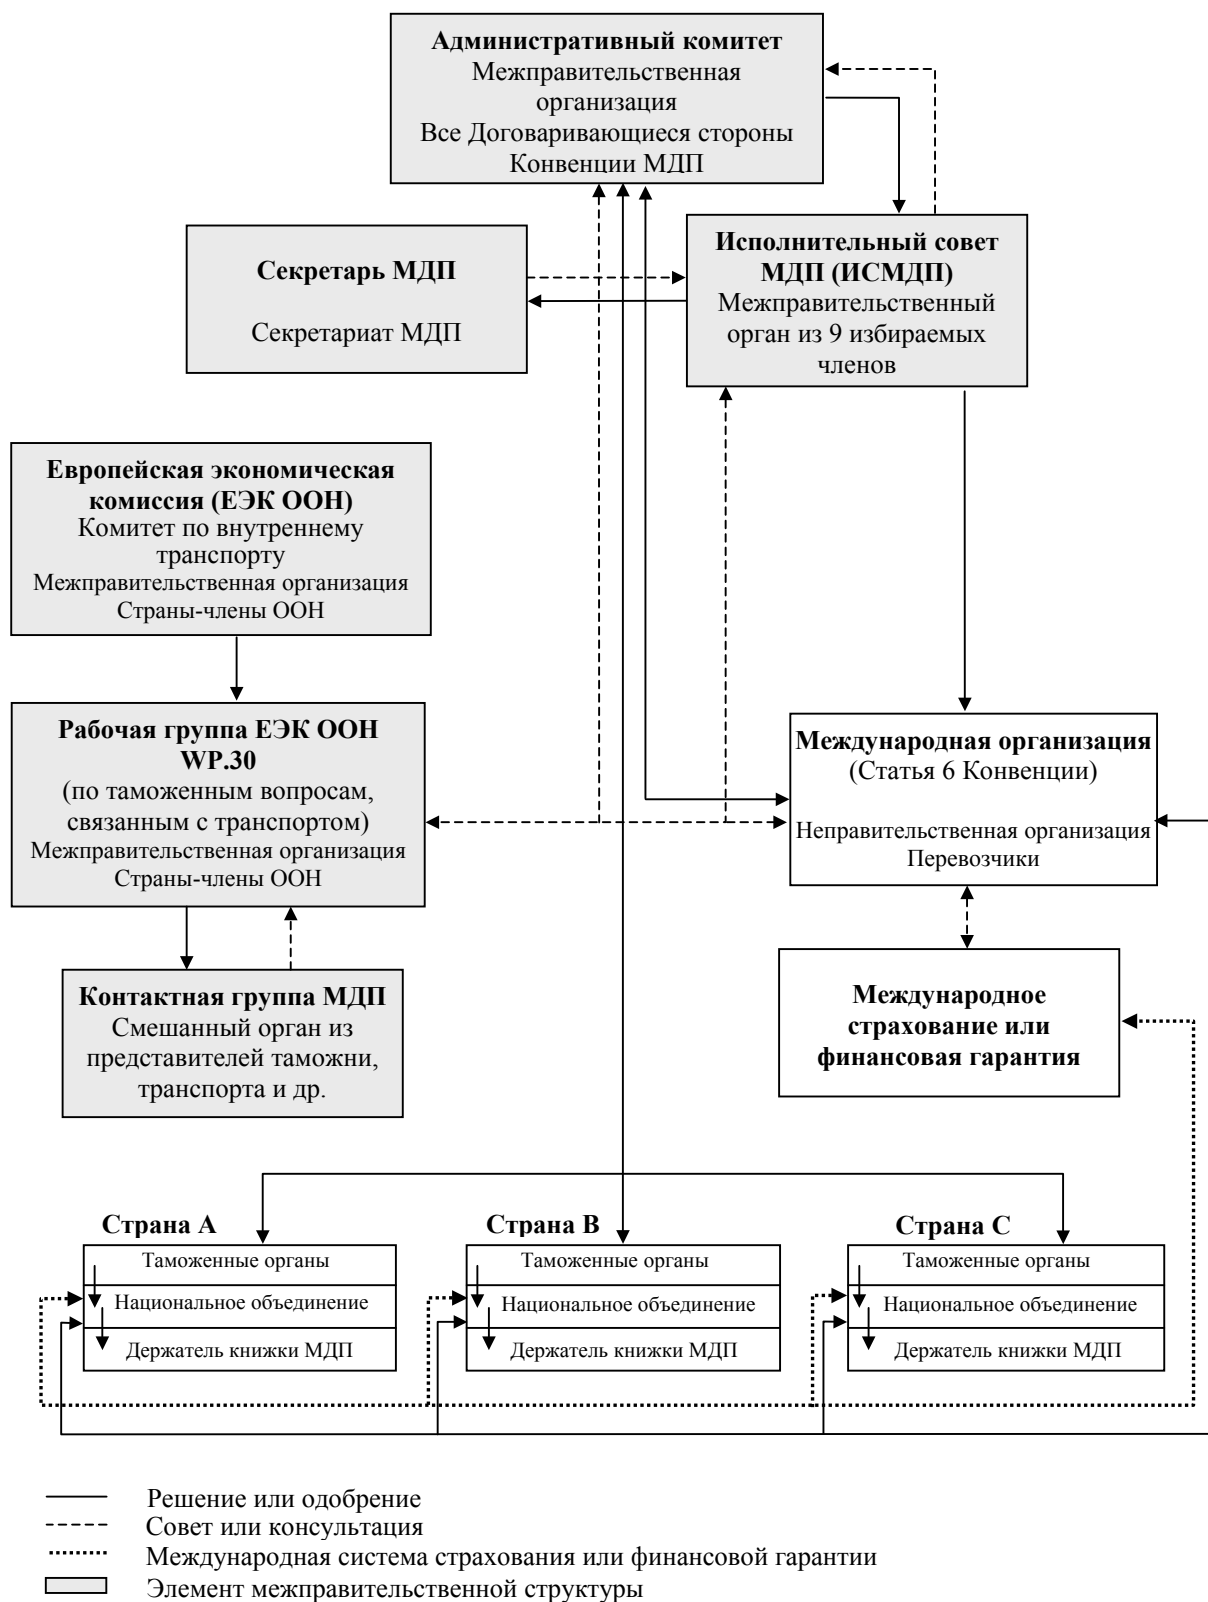 Административный комитет
Межправительственная
организация
Все Договаривающиеся стороны
Конвенции МДП
Секретарь МДП
Секретариат МДП
Исполнительный совет
МДП (ИСМДП)
Межправительственный
орган из 9 избираемых
членов
Европейская экономическая
комиссия (ЕЭК ООН)
Комитет по внутреннему
транспорту
Межправительственная организация
Страны-члены ООН
Рабочая группа ЕЭК ООН
WP.30
(по таможенным вопросам,
связанным с транспортом)
Межправительственная организация
Страны-члены ООН
Международная организация
(Статья 6 Конвенции)
Неправительственная организация
Перевозчики
Контактная группа МДП
Смешанный орган из
представителей таможни,
транспорта и др.
Международное
страхование или
финансовая гарантия
Страна А
Таможенные органы
Национальное объединение
Держатель книжки МДП
Страна В
Таможенные органы
Национальное объединение
Держатель книжки МДП
Страна С
Таможенные органы
Национальное объединение
Держатель книжки МДП
Решение или одобрение
Совет или консультация
Международная система страхования или финансовой гарантии
Элемент межправительственной структуры